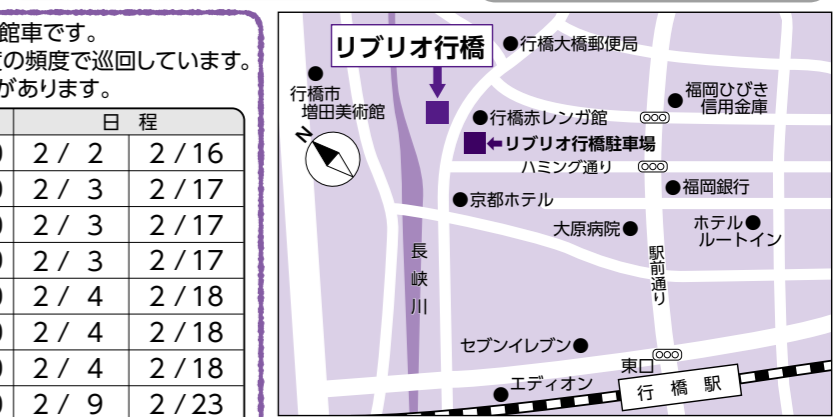 館車です。
度の頻度で巡回しています。
があります。
日 程
2 / 2 2 /16
2 / 3 2 /17
2 / 3 2 /17
2 / 3 2 /17
2 / 4 2 /18
2 / 4 2 /18
2 / 4 2 /18
2 / 9 2 /23
リブリオ行橋
●行橋大橋郵便局
行橋市
増田美術館
福岡ひびき
信用金庫
●行橋赤レンガ館
←リブリオ行橋駐車場
N
ハミング通り
●福岡銀行
●京都ホテル
大原病院●
ホテル●
ルートイン
長峡川
駅前通り
セブンイレブン●
東口
エディオン
行橋駅